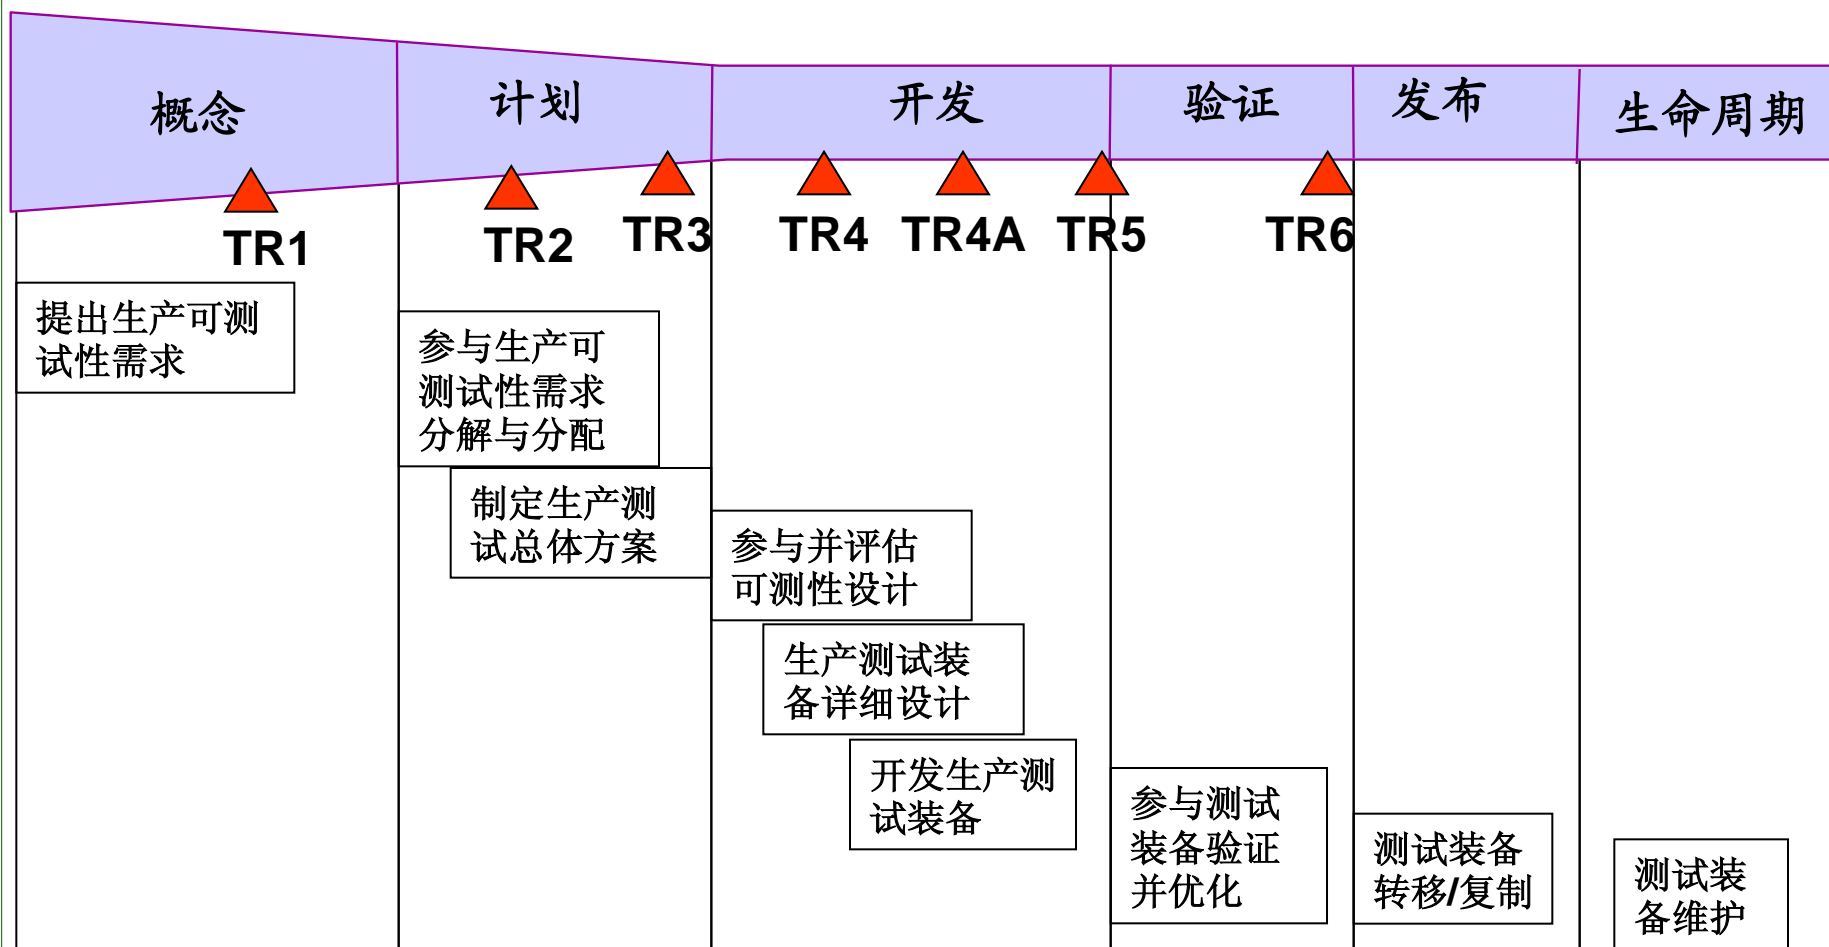 概念
计划
开发
验证
发布
生命周期
TR1
TR2
TR3
TR4
TR4A
TR5
TR6
提出生产可测
试性需求
参与生产可
测试性需求
分解与分配
制定生产测
试总体方案
参与并评估
可测性设计
生产测试装
备详细设计
开发生产测
试装备
参与测试
装备验证
并优化
测试装备
转移/复制
测试装
备维护